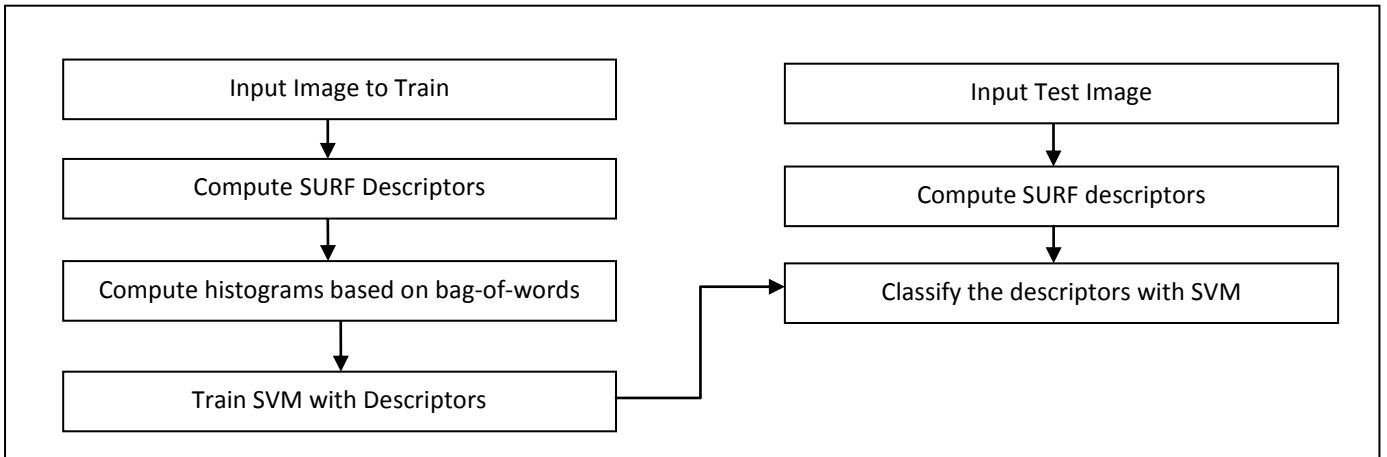 Input Image to Train
Compute SURF Descriptors
Compute histograms based on bag-of-words
Train SVM with Descriptors
Input Test Image
Compute SURF descriptors
Classify the descriptors with SVM